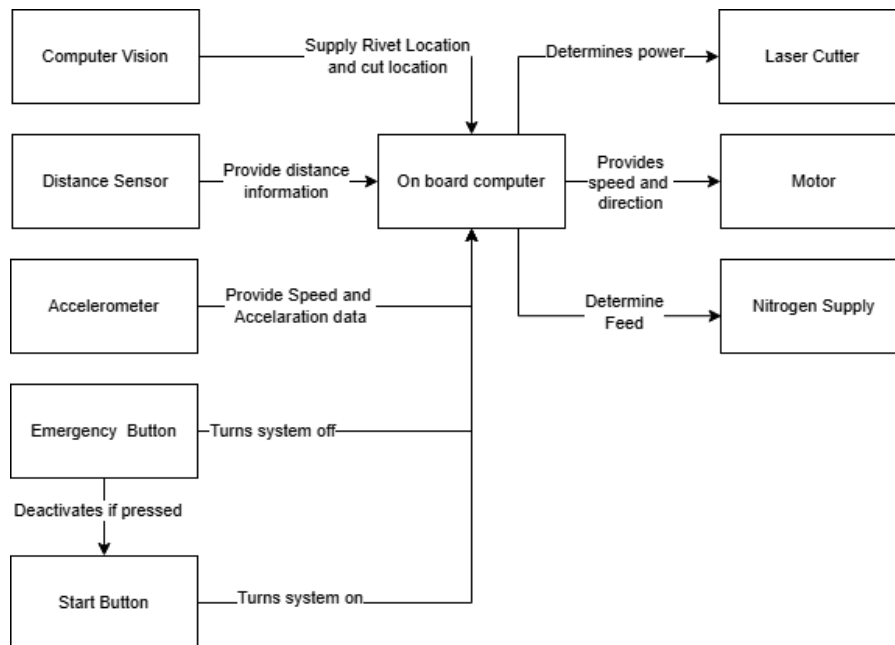 Computer Vision
Supply Rivet Location
and cut location
Determines power
Laser Cutter
Distance Sensor
Provide distance
information
On board computer
Provides
speed and
direction
Motor
Accelerometer
Provide Speed and
Accelaration data
Determine
Feed
Nitrogen Supply
Emergency Button
Turns system off
Deactivates if pressed
Start Button
Turns system on